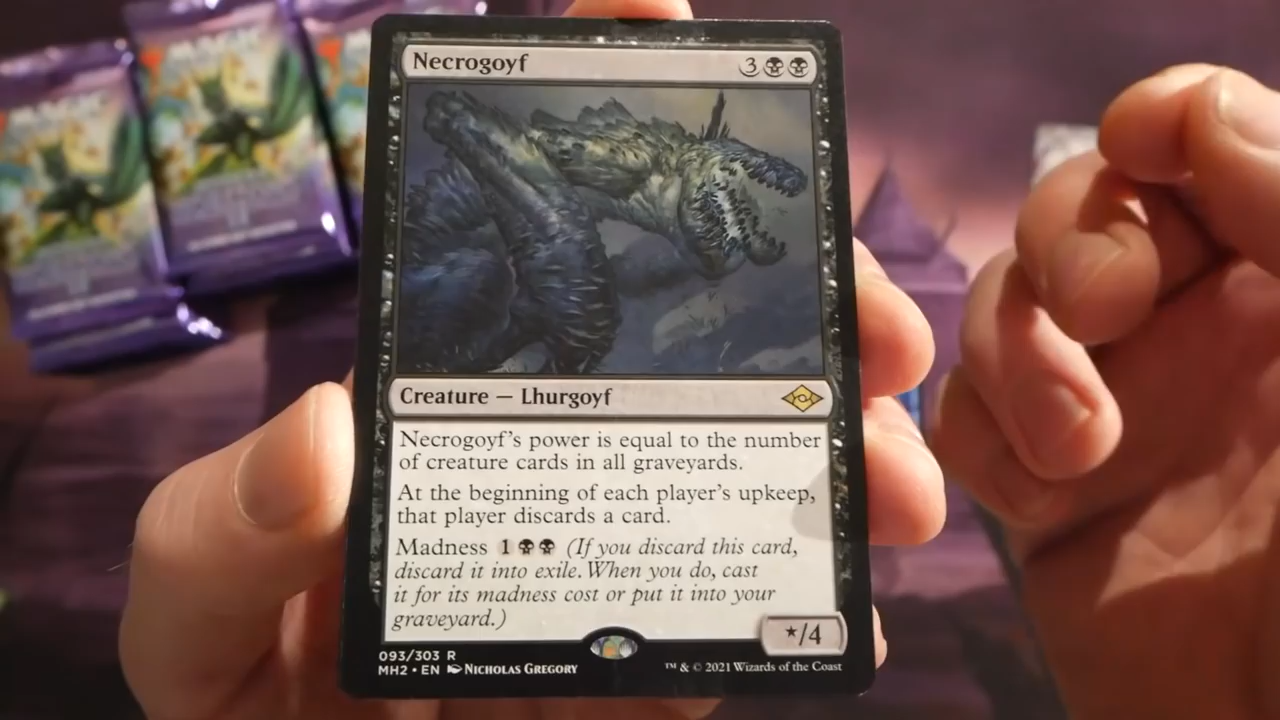 MAGIC
Necrogoyf 3
Creature — Lhurgoyf
Necrogoyf's power is equal to the number
of creature cards in all graveyards.
At the beginning of each player's upkeep,
that player discards a card.
Madness 1 (If you discard this card,
discard it into exile. When you do, cast
it for its madness cost or put it into your
graveyard.)
★/4
093/303 R
MH2 • EN NICHOLAS GREGORY
™ & © 2021 Wizards of the Coast